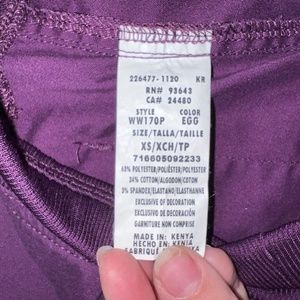 226477-1120 KR
RN# 93643
CA# 24480
STYLE COLOR
WW170P EGG
SIZE/TALLA/TAILLE
XS/XCH/TP
716605092233
63% POLYESTER/POLIÉSTER/POLYESTER
34% COTTON/ALGODON/COTON
3% SPANDEX/ELASTANO/ÉLASTHANNE
EXCLUSIVE OF DECORATION
EXCLUSIVO DE DECORACIÓN
GARNITURE NON COMPRISE
MADE IN: KENYA
HECHO EN: KENIA
FABRIQUÉ